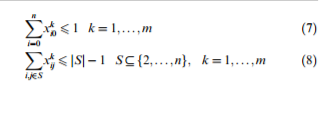 ∑_{i=0}^{n} x_{i0}^{k} ⩽ 1 k = 1,…,m (7)
∑_{i,j∈S} x_{ij}^{k} ⩽ |S| − 1 S ⊆ {2,…,n}, k = 1,…,m (8)